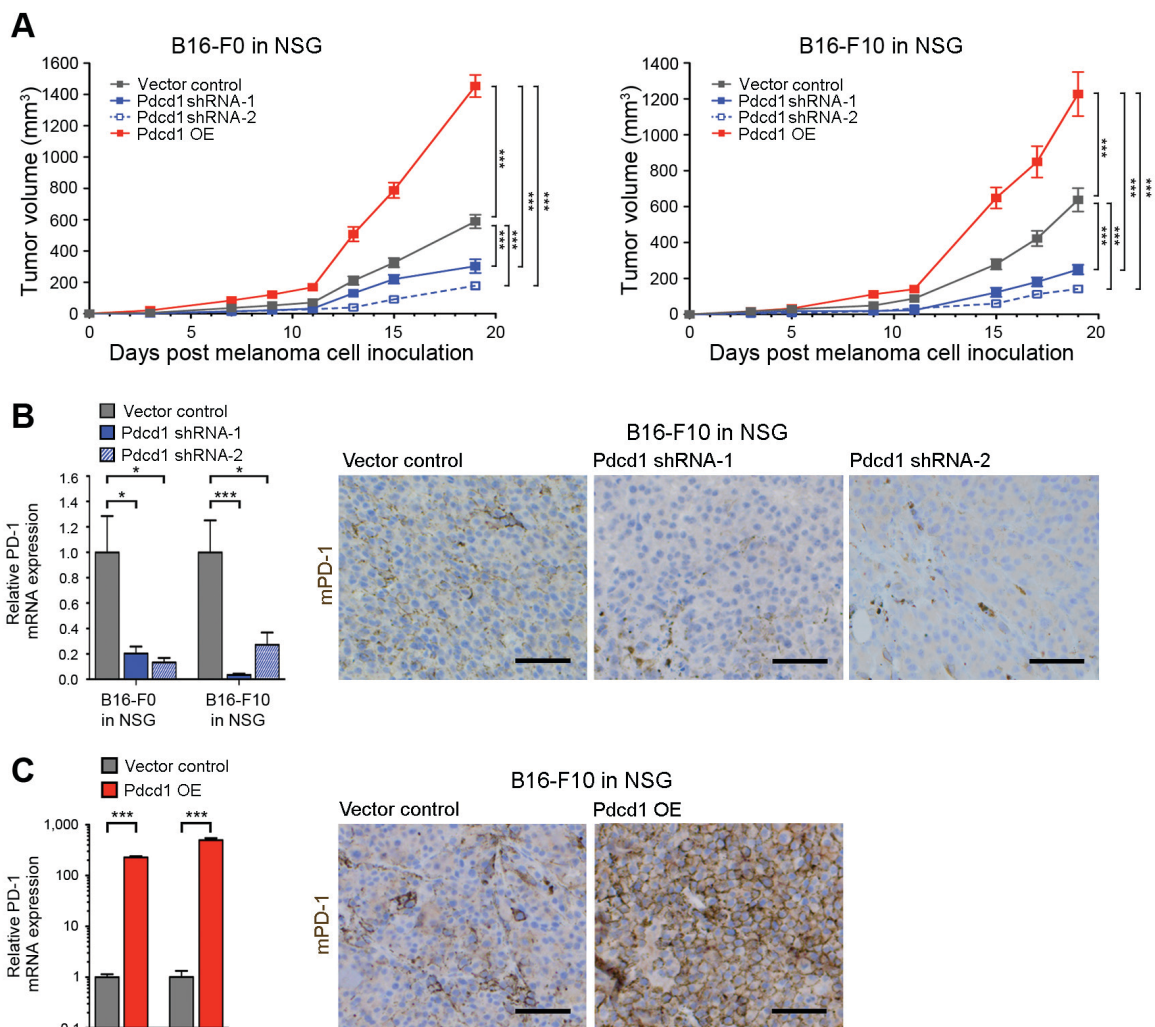 A
B16-F0 in NSG
Tumor volume (mm³)
1600
1400
1200
1000
800
600
400
200
0
Vector control
Pdcd1 shRNA-1
Pdcd1 shRNA-2
Pdcd1 OE
***
***
***
***
***
0
5
10
15
20
Days post melanoma cell inoculation
B16-F10 in NSG
Tumor volume (mm³)
1400
1200
1000
800
600
400
200
0
Vector control
Pdcd1 shRNA-1
Pdcd1 shRNA-2
Pdcd1 OE
***
***
***
***
***
0
5
10
15
20
Days post melanoma cell inoculation
B
Vector control
Pdcd1 shRNA-1
Pdcd1 shRNA-2
Relative PD-1
mRNA expression
1.6
1.4
1.2
1.0
0.8
0.6
0.4
0.2
0.0
*
*
*
***
B16-F0
in NSG
B16-F10
in NSG
B16-F10 in NSG
Vector control
Pdcd1 shRNA-1
Pdcd1 shRNA-2
mPD-1
C
Vector control
Pdcd1 OE
Relative PD-1
mRNA expression
1,000
100
10
1
***
***
B16-F10 in NSG
Vector control
Pdcd1 OE
mPD-1